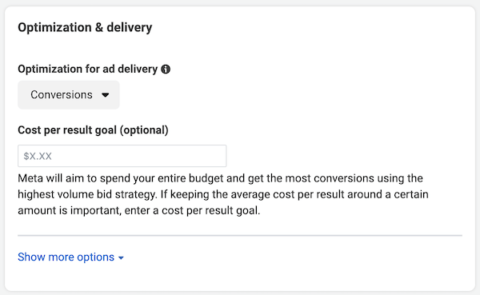 Optimization & delivery
Optimization for ad delivery
Conversions
Cost per result goal (optional)
$X.XX
Meta will aim to spend your entire budget and get the most conversions using the
highest volume bid strategy. If keeping the average cost per result around a certain
amount is important, enter a cost per result goal.
Show more options